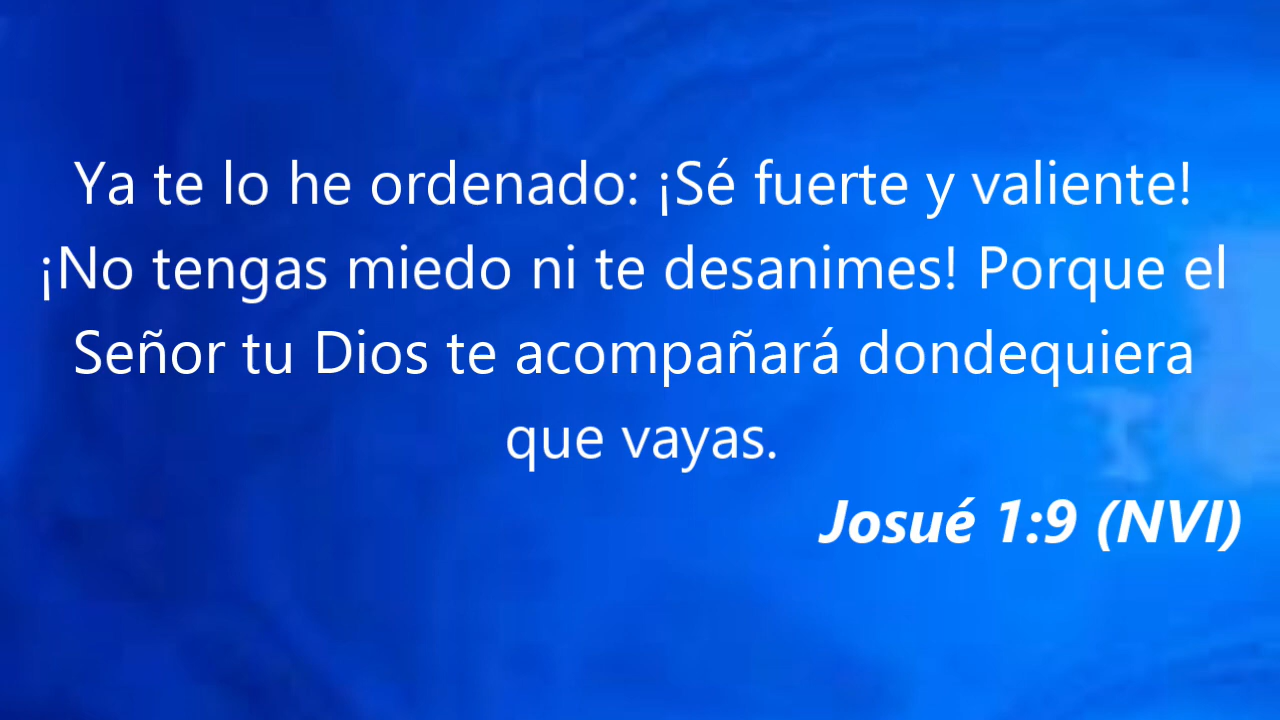 Ya te lo he ordenado: ¡Sé fuerte y valiente!
¡No tengas miedo ni te desanimes! Porque el
Señor tu Dios te acompañará dondequiera
que vayas.
Josué 1:9 (NVI)